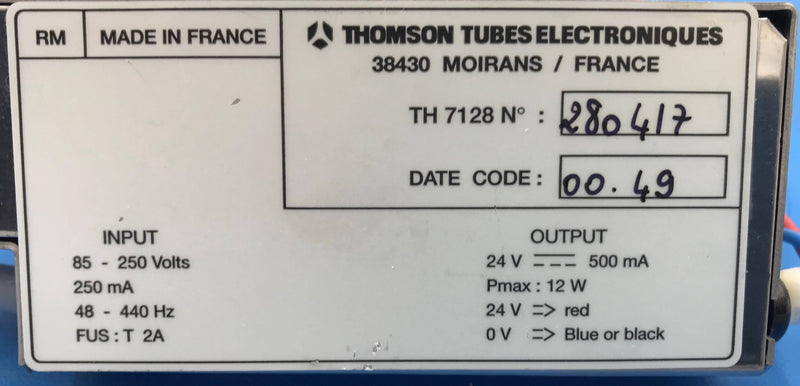 RM MADE IN FRANCE
THOMSON TUBES ELECTRONIQUES
38430 MOIRANS / FRANCE
TH 7128 N° : 280417
DATE CODE : 00.49
INPUT
85 - 250 Volts
250 mA
48 - 440 Hz
FUS : T 2A
OUTPUT
24 V 500 mA
Pmax : 12 W
24 V => red
0 V => Blue or black